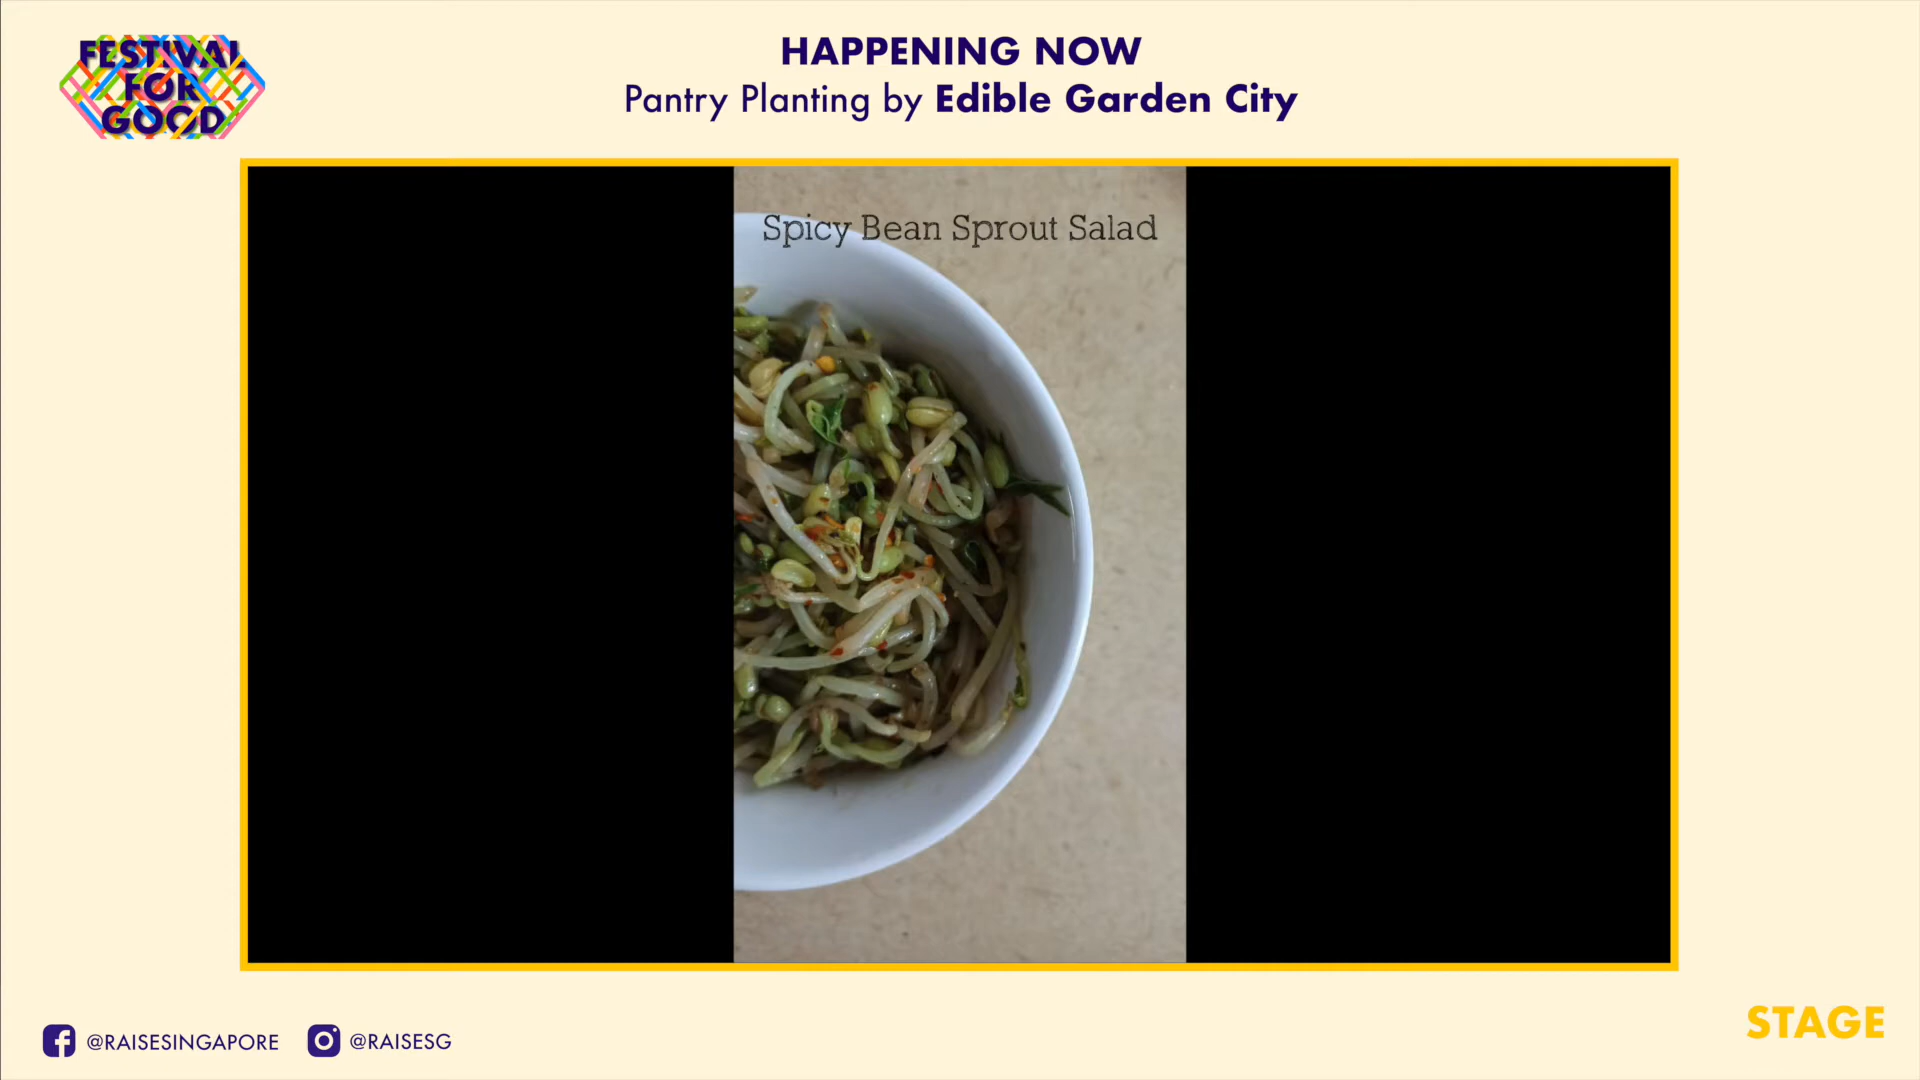 FESTIVAL
FOR
GOOD
HAPPENING NOW
Pantry Planting by Edible Garden City
Spicy Bean Sprout Salad
@RAISESINGAPORE
@RAISESG
STAGE